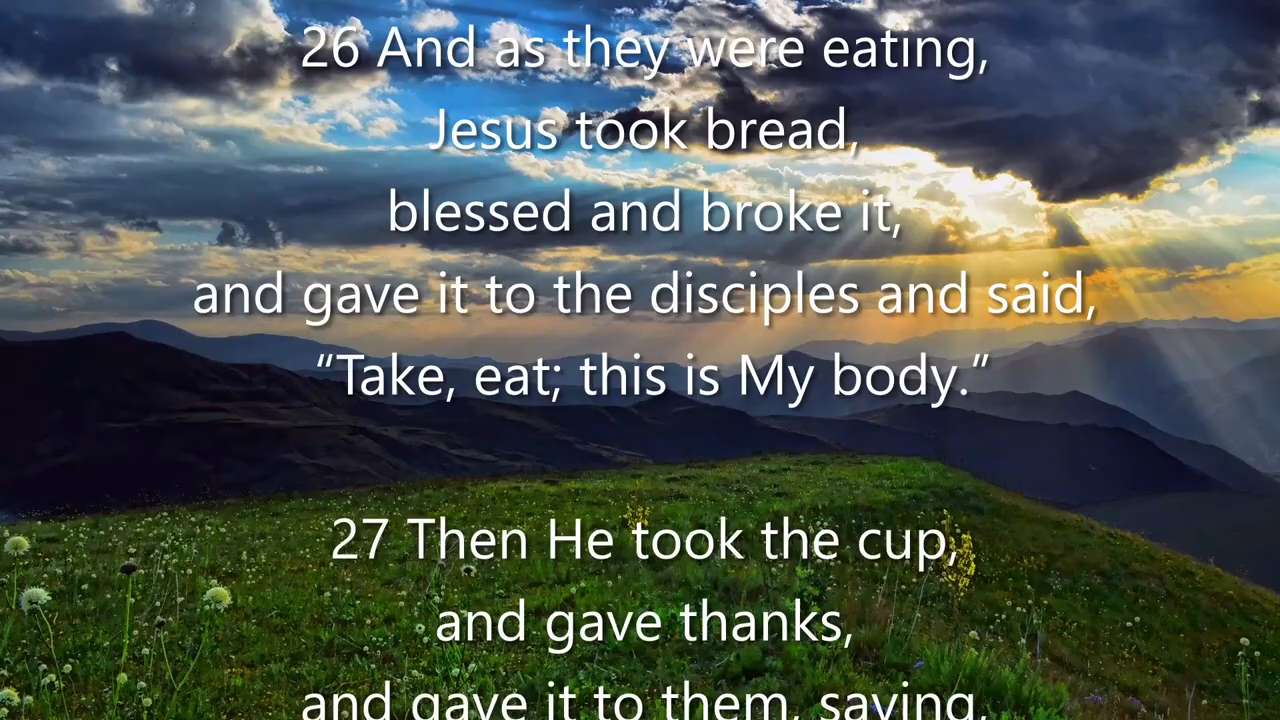 26 And as they were eating,
Jesus took bread,
blessed and broke it,
and gave it to the disciples and said,
“Take, eat; this is My body.”
27 Then He took the cup,
and gave thanks,
and gave it to them, saying,